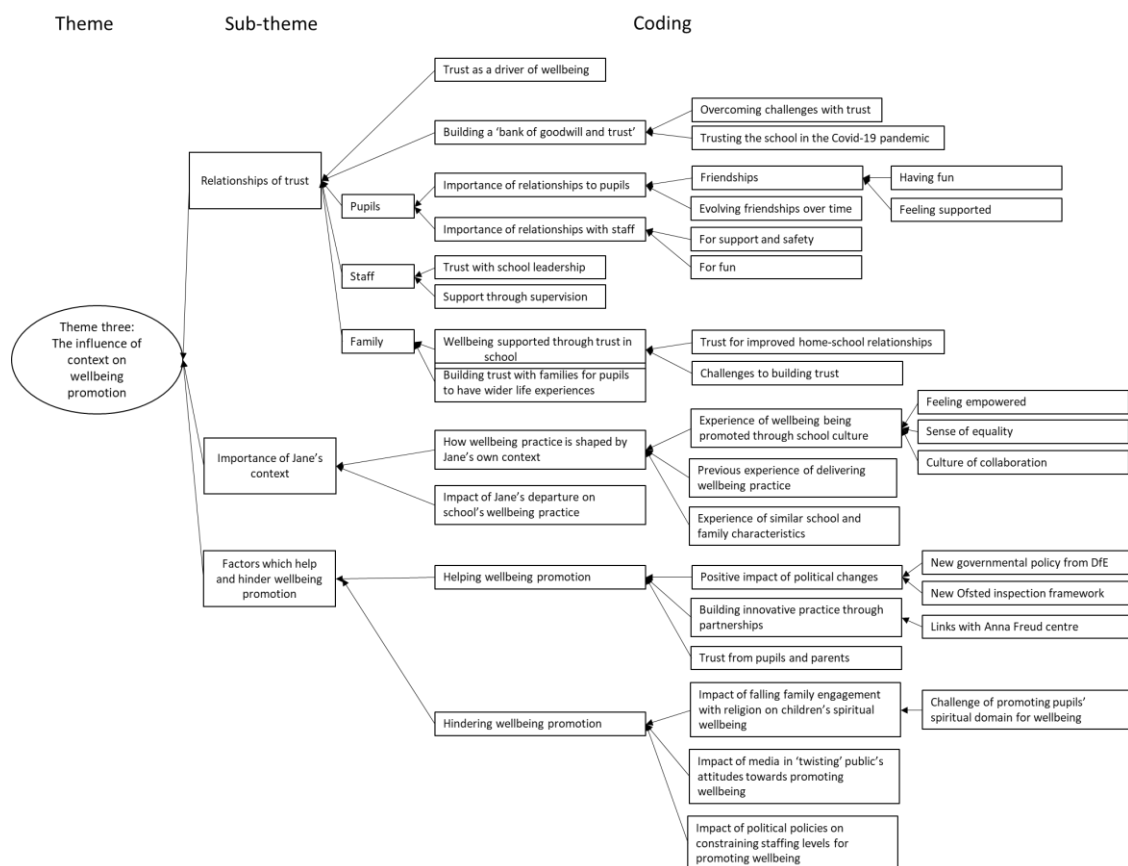 Theme
Sub-theme
Coding
Trust as a driver of wellbeing
Building a ‘bank of goodwill and trust’
Overcoming challenges with trust
Trusting the school in the Covid-19 pandemic
Relationships of trust
Pupils
Importance of relationships to pupils
Friendships
Having fun
Feeling supported
Evolving friendships over time
Importance of relationships with staff
For support and safety
For fun
Staff
Trust with school leadership
Support through supervision
Family
Wellbeing supported through trust in
school
Trust for improved home-school relationships
Challenges to building trust
Building trust with families for pupils
to have wider life experiences
Theme three:
The influence of
context on
wellbeing
promotion
Importance of Jane’s
context
How wellbeing practice is shaped by
Jane’s own context
Experience of wellbeing being
promoted through school culture
Feeling empowered
Sense of equality
Culture of collaboration
Previous experience of delivering
wellbeing practice
Experience of similar school and
family characteristics
Impact of Jane’s departure on
school’s wellbeing practice
Factors which help
and hinder wellbeing
promotion
Helping wellbeing promotion
Positive impact of political changes
New governmental policy from DfE
New Ofsted inspection framework
Building innovative practice through
partnerships
Links with Anna Freud centre
Trust from pupils and parents
Hindering wellbeing promotion
Impact of falling family engagement
with religion on children’s spiritual
wellbeing
Challenge of promoting pupils’
spiritual domain for wellbeing
Impact of media in ‘twisting’ public’s
attitudes towards promoting
wellbeing
Impact of political policies on
constraining staffing levels for
promoting wellbeing